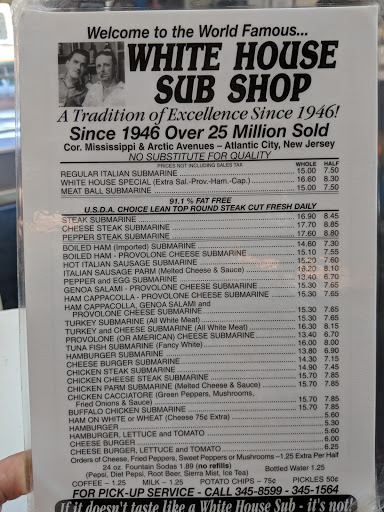 Welcome to the World Famous...
WHITE HOUSE
SUB SHOP
A Tradition of Excellence Since 1946!
Since 1946 Over 25 Million Sold
Cor. Mississippi & Arctic Avenues – Atlantic City, New Jersey
NO SUBSTITUTE FOR QUALITY
PRICES NOT INCLUDING SALES TAX WHOLE HALF
REGULAR ITALIAN SUBMARINE 15.00 7.50
WHITE HOUSE SPECIAL (Extra Sal.-Prov.-Ham.-Cap.) 16.60 8.30
MEAT BALL SUBMARINE 15.00 7.50
91.1 % FAT FREE
U.S.D.A. CHOICE LEAN TOP ROUND STEAK CUT FRESH DAILY
STEAK SUBMARINE 16.90 8.45
CHEESE STEAK SUBMARINE 17.70 8.85
PEPPER STEAK SUBMARINE 17.60 8.80
BOILED HAM (Imported) SUBMARINE 14.60 7.30
BOILED HAM - PROVOLONE CHEESE SUBMARINE 15.10 7.55
HOT ITALIAN SAUSAGE SUBMARINE 15.20 7.60
ITALIAN SAUSAGE PARM (Melted Cheese & Sauce) 16.20 8.10
PEPPER and EGG SUBMARINE 13.40 6.70
GENOA SALAMI - PROVOLONE CHEESE SUBMARINE 15.30 7.65
HAM CAPPACOLLA - PROVOLONE CHEESE SUBMARINE 15.30 7.65
HAM CAPPACOLLA, GENOA SALAMI and
PROVOLONE CHEESE SUBMARINE 15.30 7.65
TURKEY SUBMARINE (All White Meat) 15.30 7.65
TURKEY and CHEESE SUBMARINE (All White Meat) 16.30 8.15
PROVOLONE (OR AMERICAN) CHEESE SUBMARINE 13.40 6.70
TUNA FISH SUBMARINE (Fancy White) 16.00 8.00
HAMBURGER SUBMARINE 13.80 6.90
CHEESE BURGER SUBMARINE 14.30 7.15
CHICKEN STEAK SUBMARINE 14.90 7.45
CHICKEN CHEESE STEAK SUBMARINE 15.70 7.85
CHICKEN PARM SUBMARINE (Melted Cheese & Sauce) 15.70 7.85
CHICKEN CACCIATORE (Green Peppers, Mushrooms,
Fried Onions & Sauce) 15.70 7.85
BUFFALO CHICKEN SUBMARINE 15.70 7.85
HAM ON WHITE or WHEAT (Cheese 75c Extra) 5.60
HAMBURGER 5.30
HAMBURGER, LETTUCE and TOMATO 5.60
CHEESE BURGER 6.00
CHEESE BURGER, LETTUCE and TOMATO 6.25
Orders of Cheese, Fried Peppers, Sweet Peppers or Mushrooms –1.25 Extra Per Half
24 oz. Fountain Sodas 1.89 (no refills) Bottled Water 1.25
(Pepsi, Diet Pepsi, Root Beer, Sierra Mist, Ice Tea)
COFFEE – 1.25 MILK – 1.25 POTATO CHIPS – 75c PICKLES 50c
FOR PICK-UP SERVICE - CALL 345-8599 - 345-1564
If it doesn't taste like a White House Sub - it's not!